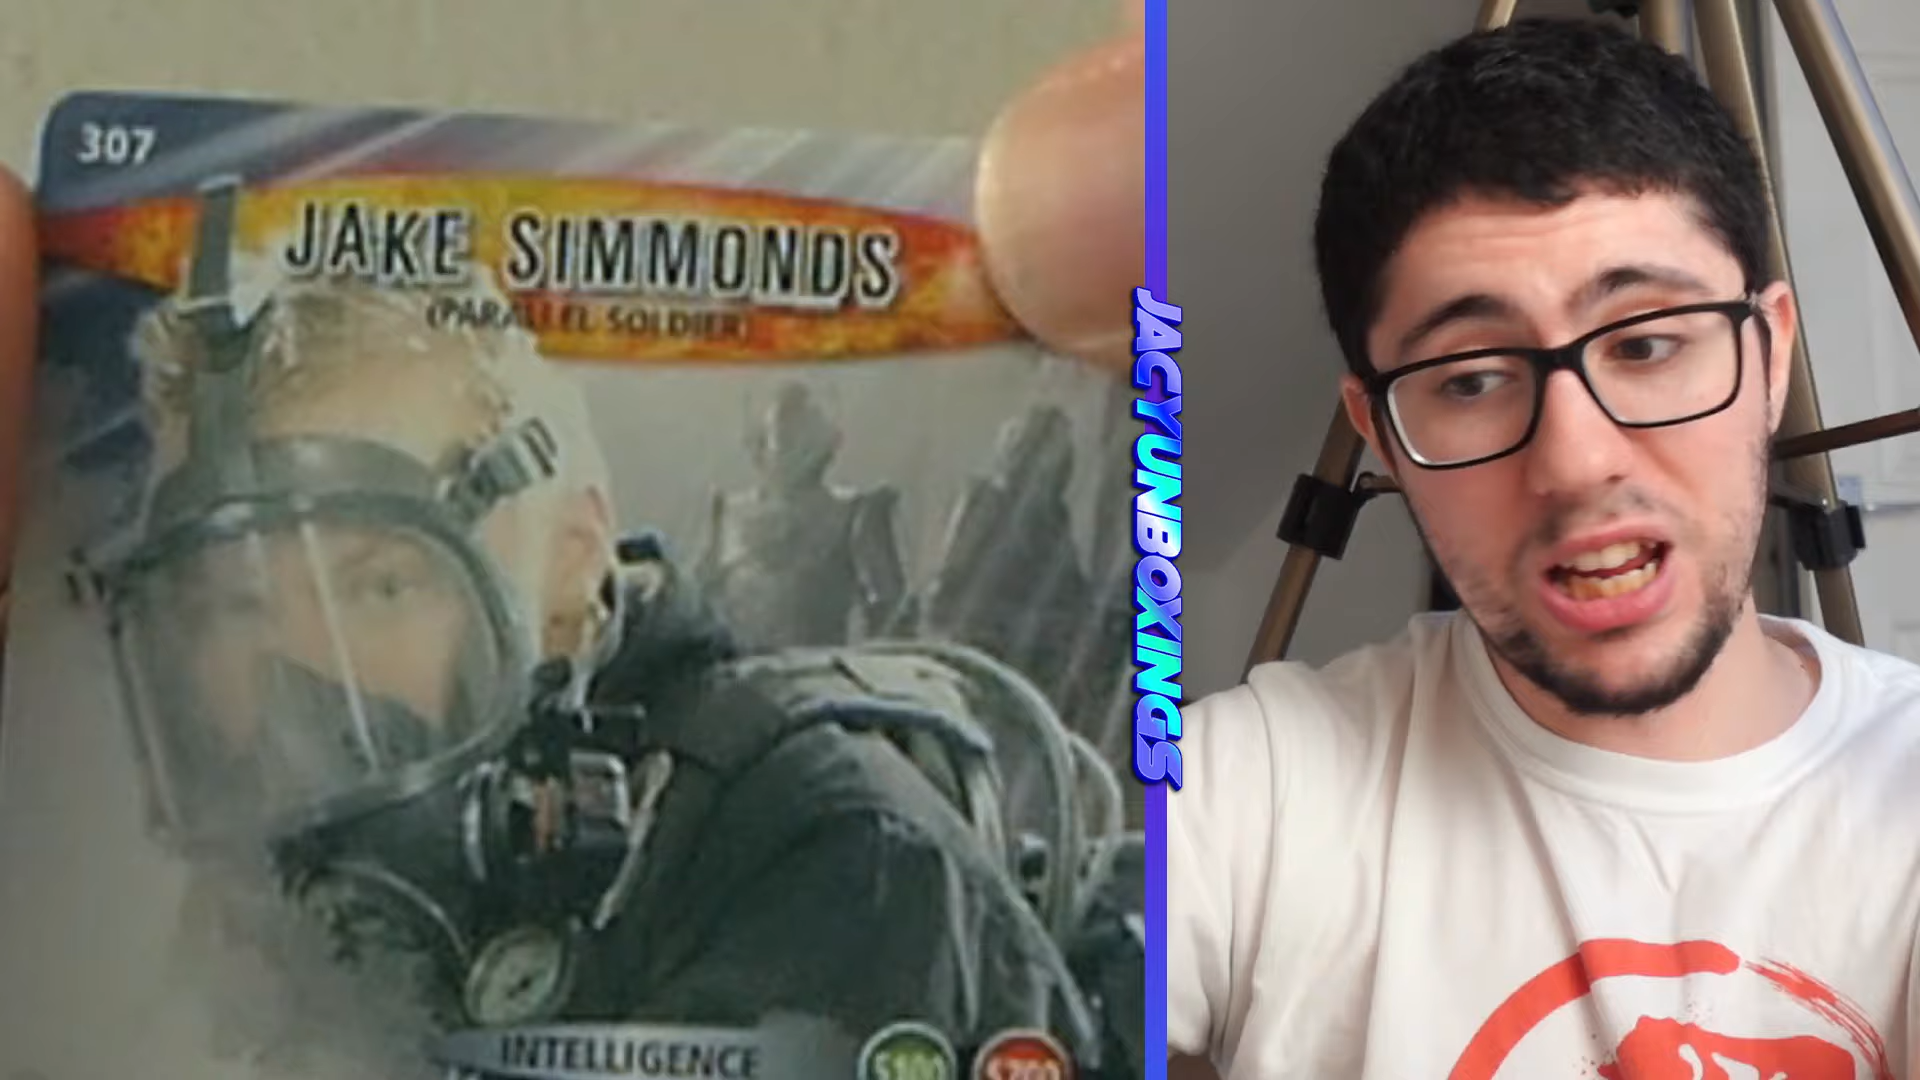 307
JAKE SIMMONDS
(PARALLEL SOLDIER)
INTELLIGENCE
JACYUNBOXINGS